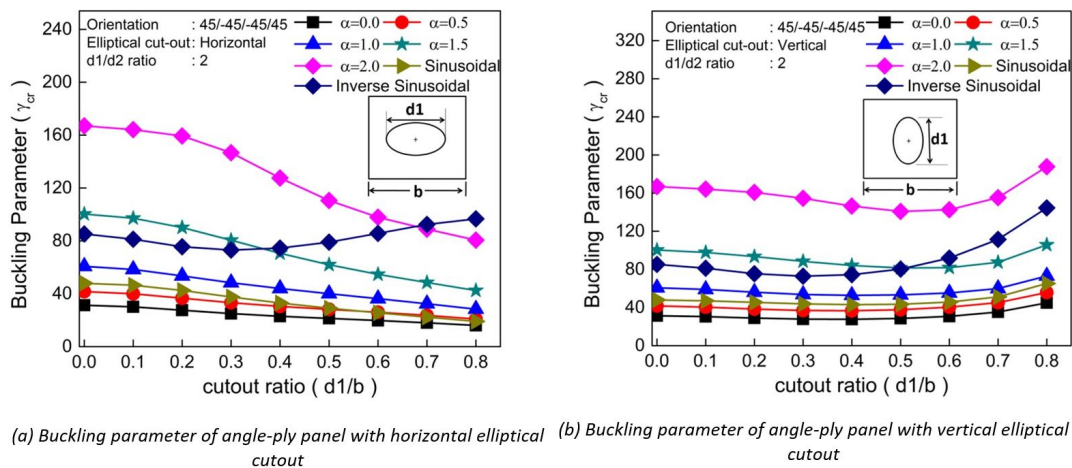 Orientation : 45/-45/-45/45
Elliptical cut-out: Horizontal
d1/d2 ratio : 2
α=0.0 α=0.5
α=1.0 α=1.5
α=2.0 Sinusoidal
Inverse Sinusoidal
d1
b
Buckling Parameter ( γcr)
240
200
160
120
80
40
0
0.0 0.1 0.2 0.3 0.4 0.5 0.6 0.7 0.8
cutout ratio ( d1/b )
(a) Buckling parameter of angle-ply panel with horizontal elliptical
cutout
Orientation : 45/-45/-45/45
Elliptical cut-out: Vertical
d1/d2 ratio : 2
α=0.0 α=0.5
α=1.0 α=1.5
α=2.0 Sinusoidal
Inverse Sinusoidal
d1
b
Buckling Parameter ( γcr)
320
280
240
200
160
120
80
40
0
0.0 0.1 0.2 0.3 0.4 0.5 0.6 0.7 0.8
cutout ratio ( d1/b )
(b) Buckling parameter of angle-ply panel with vertical elliptical
cutout